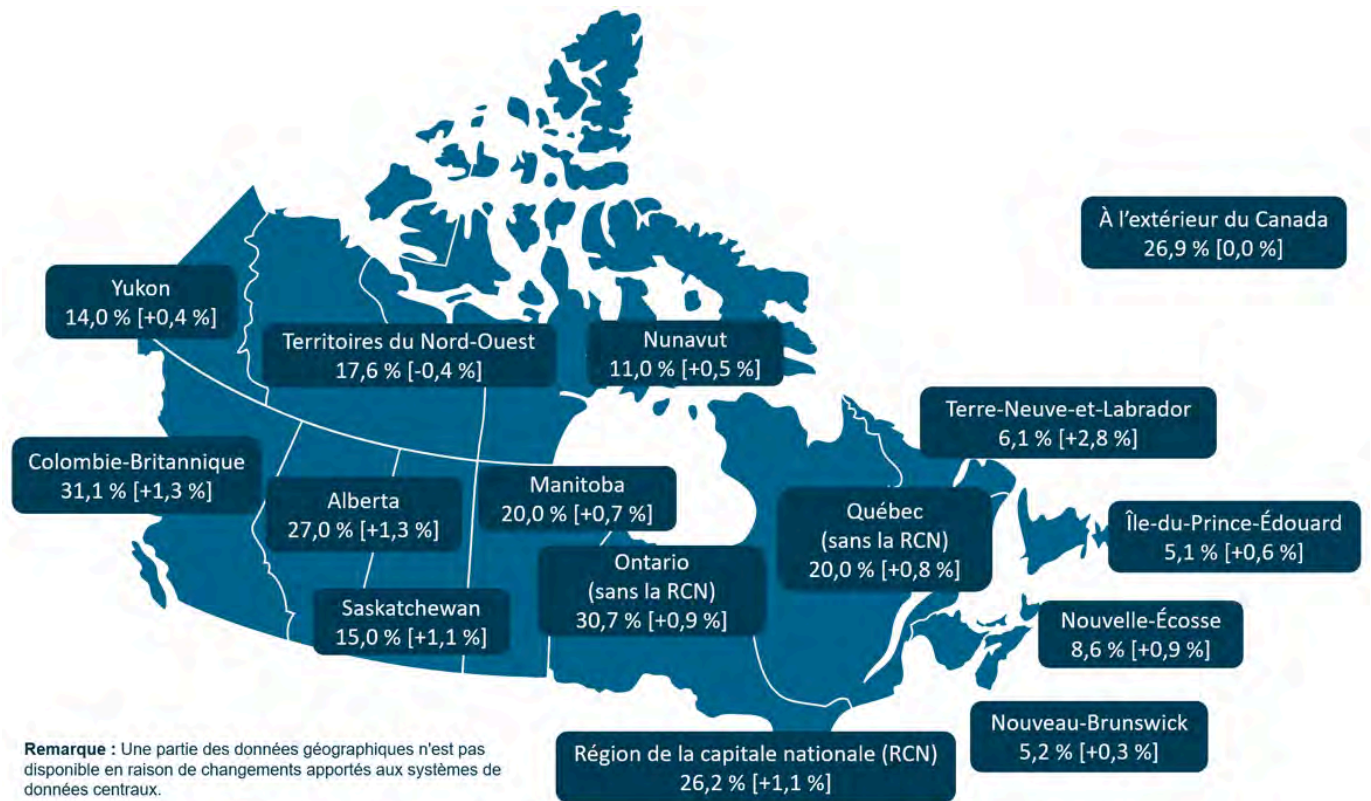 À l'extérieur du Canada
26,9 % [0,0 %]
Yukon
14,0 % [+0,4 %]
Territoires du Nord-Ouest
17,6 % [-0,4 %]
Nunavut
11,0 % [+0,5 %]
Terre-Neuve-et-Labrador
6,1 % [+2,8 %]
Colombie-Britannique
31,1 % [+1,3 %]
Alberta
27,0 % [+1,3 %]
Manitoba
20,0 % [+0,7 %]
Québec
(sans la RCN)
20,0 % [+0,8 %]
Île-du-Prince-Édouard
5,1 % [+0,6 %]
Ontario
(sans la RCN)
30,7 % [+0,9 %]
Saskatchewan
15,0 % [+1,1 %]
Nouvelle-Écosse
8,6 % [+0,9 %]
Nouveau-Brunswick
5,2 % [+0,3 %]
Région de la capitale nationale (RCN)
26,2 % [+1,1 %]
Remarque : Une partie des données géographiques n'est pas
disponible en raison de changements apportés aux systèmes de
données centraux.